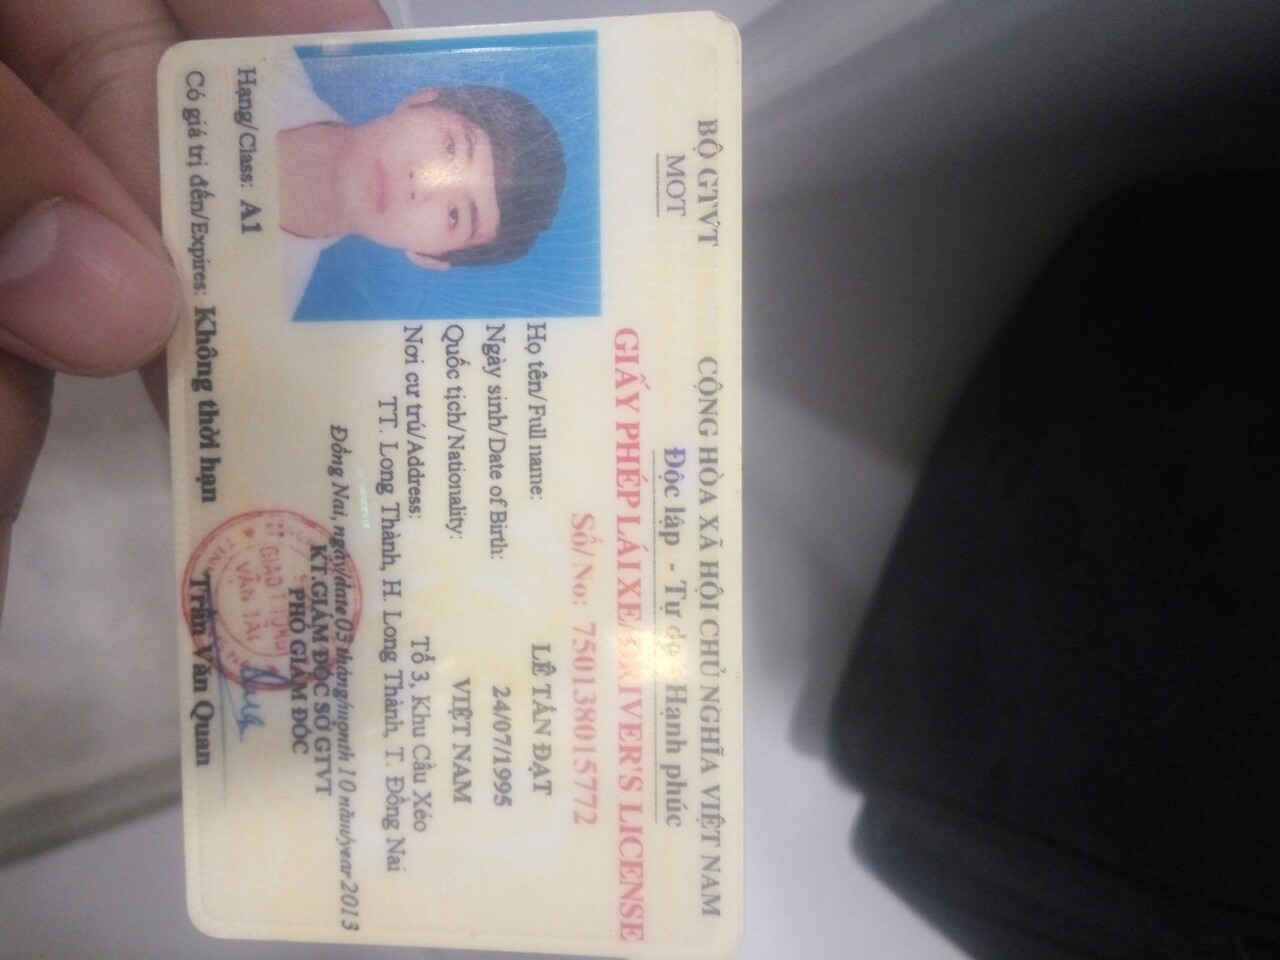 BỘ GTVT
MOT
CỘNG HÒA XÃ HỘI CHỦ NGHĨA VIỆT NAM
Độc lập - Tự do - Hạnh phúc
GIẤY PHÉP LÁI XE/DRIVER'S LICENSE
Số/No: 750138015772
Họ tên/Full name: LÊ TẤN ĐẠT
Ngày sinh/Date of Birth: 24/07/1995
Quốc tịch/Nationality: VIỆT NAM
Nơi cư trú/Address: Tổ 3, Khu Cầu Xéo
TT. Long Thành, H. Long Thành, T. Đồng Nai
Đồng Nai, ngày/date 03 tháng/month 10 năm/year 2013
KT.GIÁM ĐỐC SỞ GTVT
PHÓ GIÁM ĐỐC
GIAO THÔNG
VẬN TẢI
Hạng/Class: A1
Có giá trị đến/Expires: Không thời hạn
Trần Văn Quan